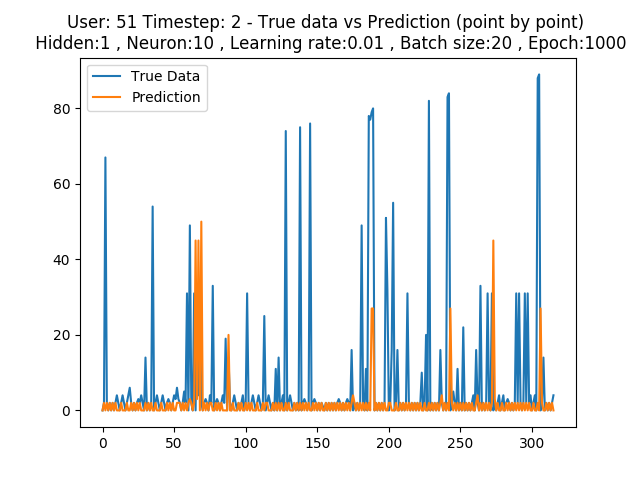 User: 51 Timestep: 2 - True data vs Prediction (point by point)
Hidden:1 , Neuron:10 , Learning rate:0.01 , Batch size:20 , Epoch:1000
True Data
Prediction
80
60
40
20
0
0 50 100 150 200 250 300